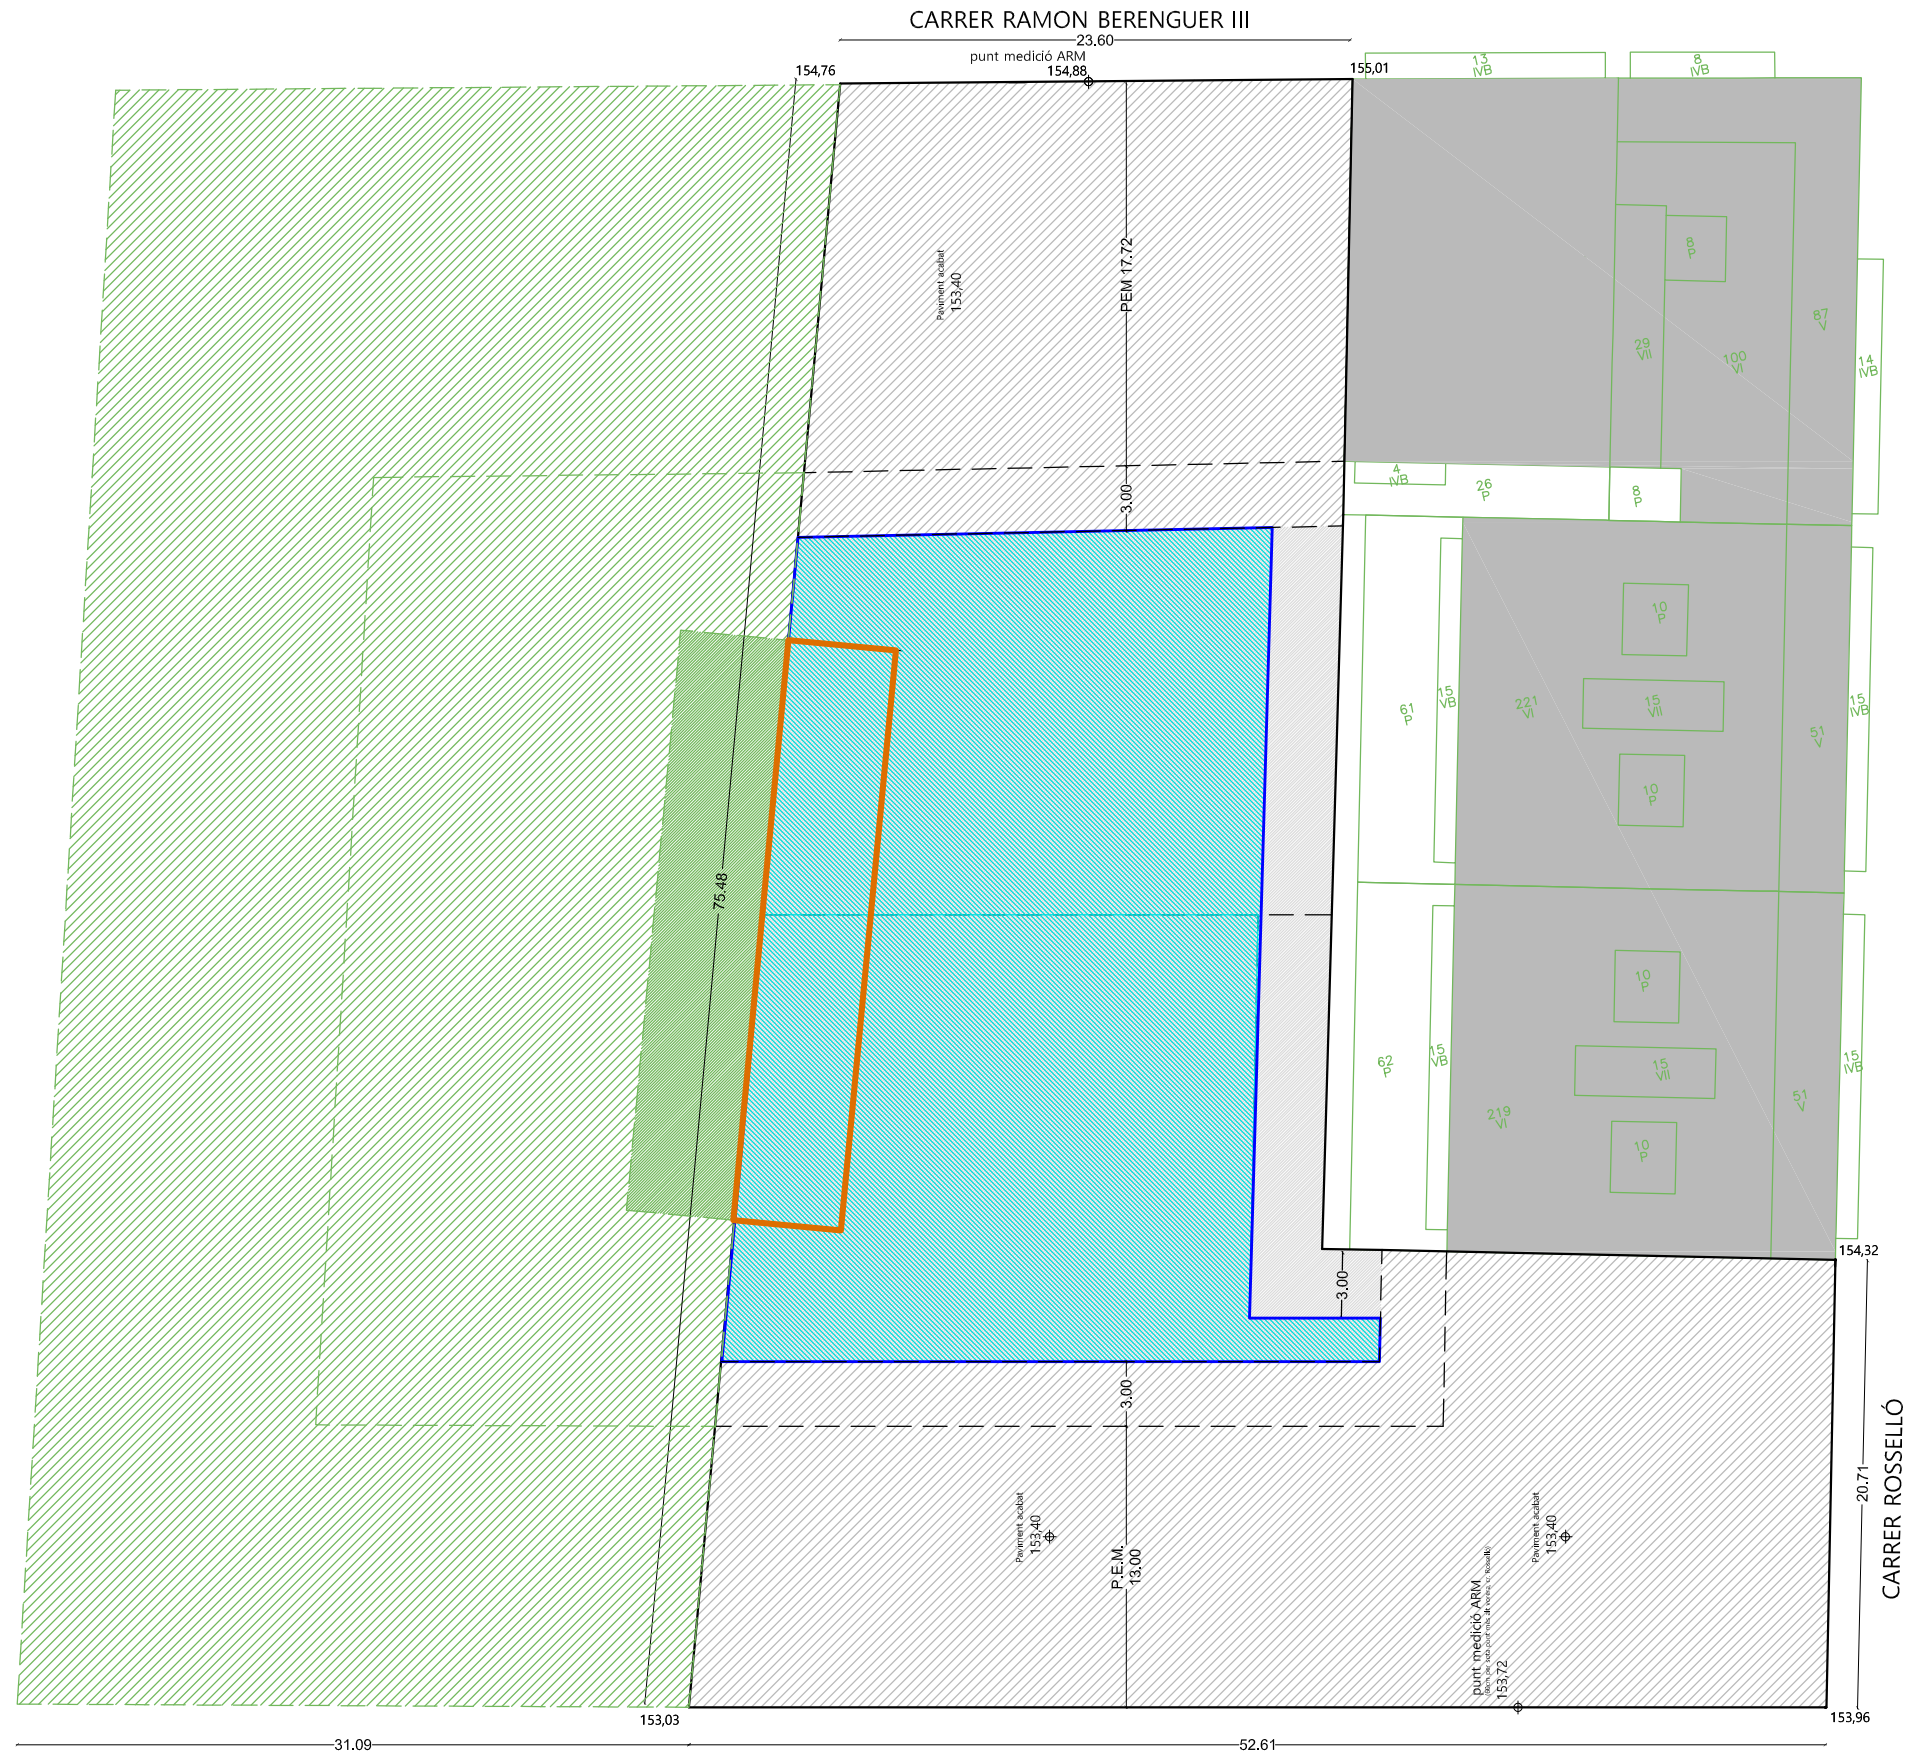 CARRER RAMON BERENGUER III
23.60
punt medició ARM
154,76
154,88
155,01
13
IVB
8
IVB
Paviment acabat
153,40
PEM 17.72
8
P
87
V
29
VII
100
VI
14
IVB
3.00
4
IVB
26
P
8
P
10
P
61
P
15
VB
221
VI
15
VII
15
IVB
51
V
10
P
75.48
10
P
62
P
15
VB
15
VII
15
IVB
219
VI
51
V
10
P
154,32
3.00
3.00
CARRER ROSSELLÓ
20.71
Paviment acabat
153,40
Paviment acabat
153,40
P.E.M.
13.00
punt medició ARM
153,72
153,03
153,96
31.09
52.61